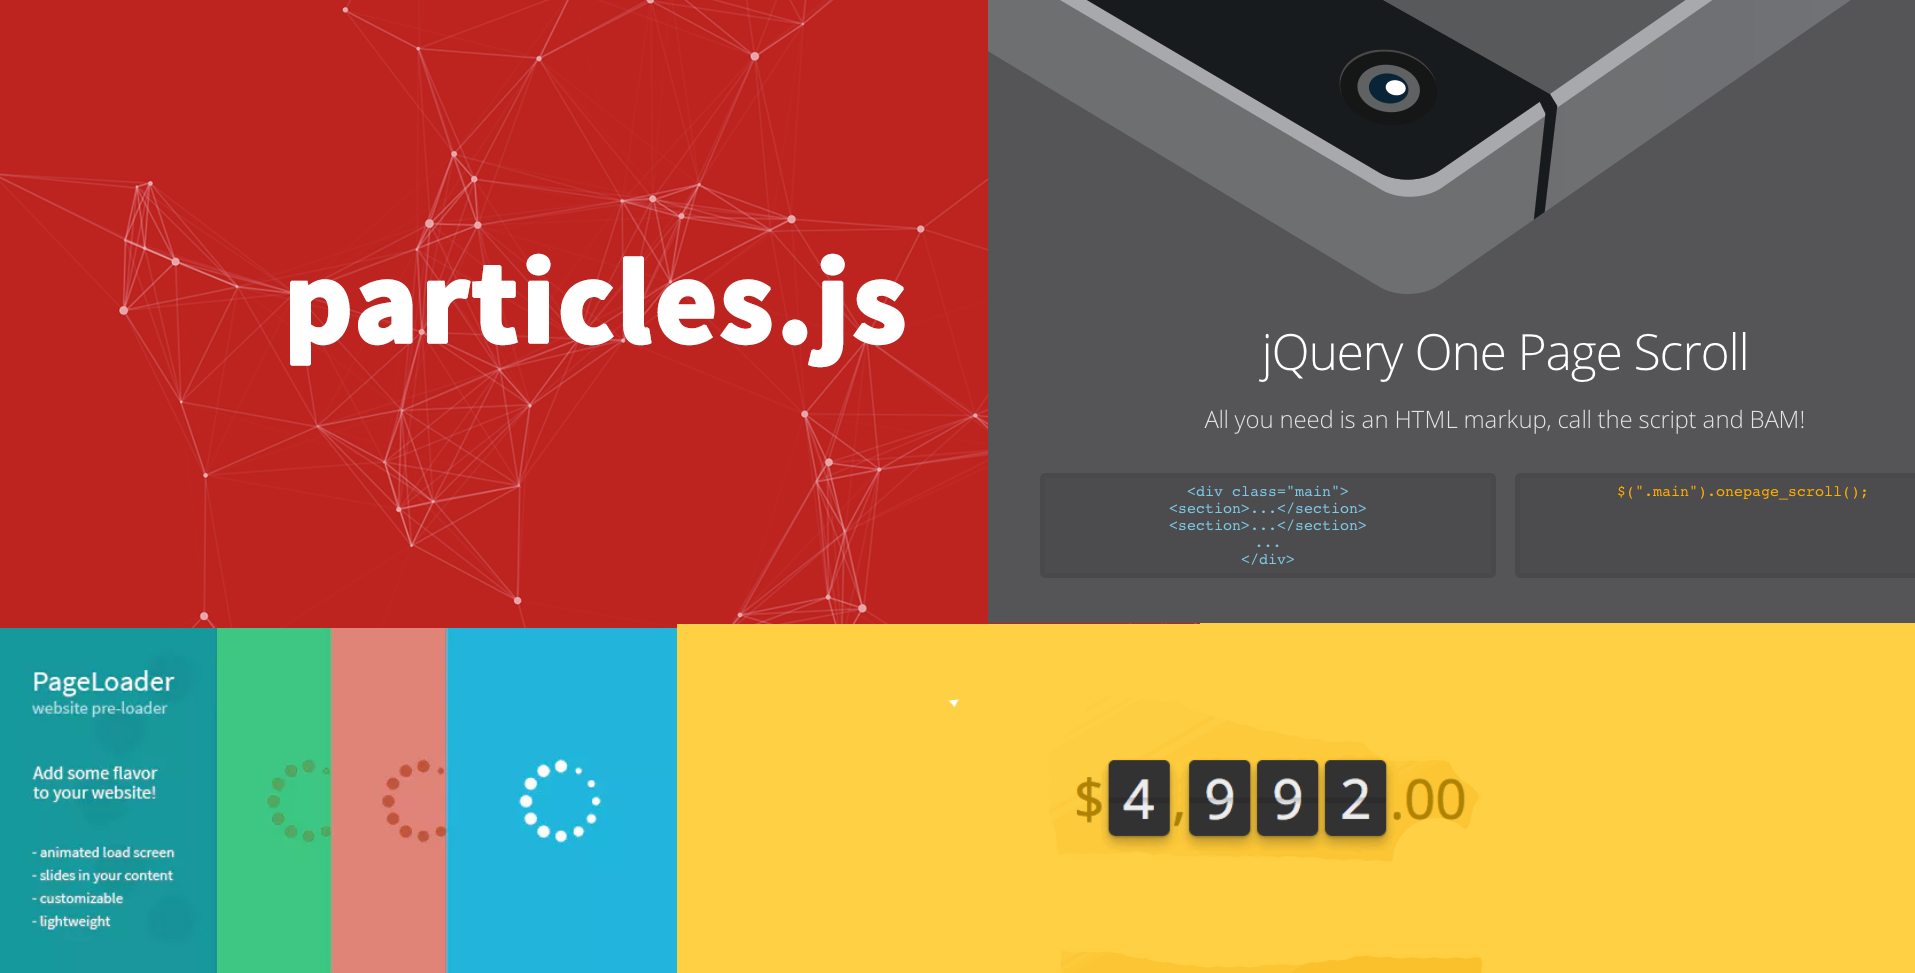 particles.js
jQuery One Page Scroll
All you need is an HTML markup, call the script and BAM!
<div class="main">
<section>...</section>
<section>...</section>
...
</div>
$(".main").onepage_scroll();
PageLoader
website pre-loader
Add some flavor
to your website!
- animated load screen
- slides in your content
- customizable
- lightweight
$4,992.00